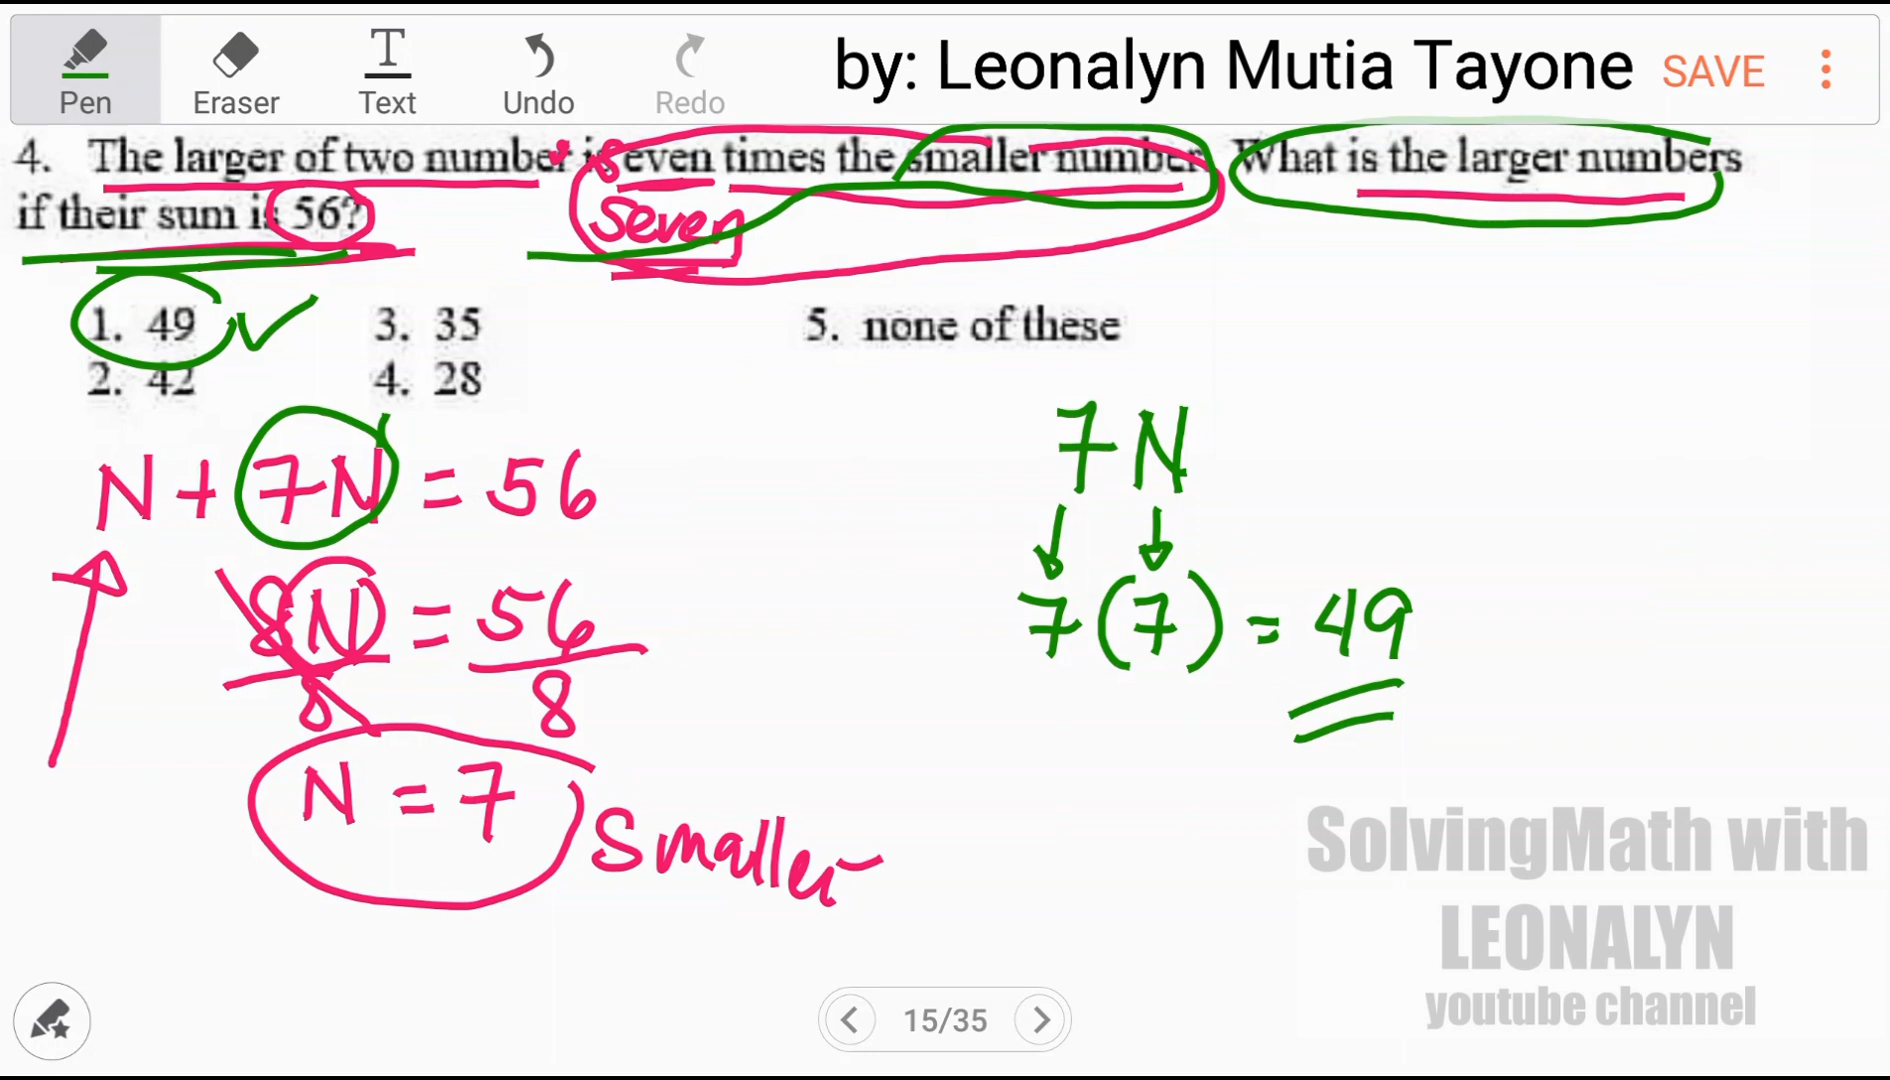 Pen Eraser Text Undo Redo by: Leonalyn Mutia Tayone SAVE
4. The larger of two number is seven times the smaller number. What is the larger numbers
seven
if their sum is 56?
1. 49 3. 35 5. none of these
2. 42 4. 28
N + 7N = 56
8N = 56
8 8
N = 7 Smaller
7N
7(7) = 49
SolvingMath with
LEONALYN
youtube channel
15/35